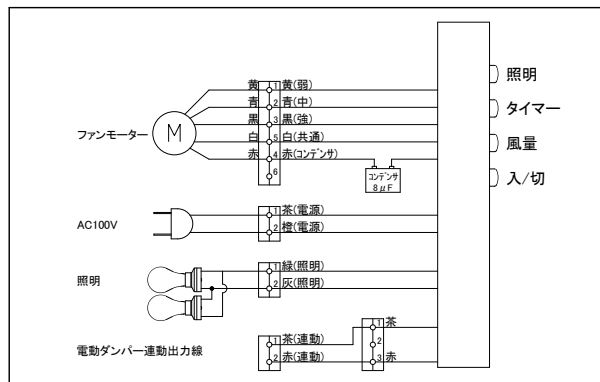 黄 1 黄(弱)
青 2 青(中)
黒 3 黒(強)
白 5 白(共通)
赤 4 赤(コンデンサ)
6
ファンモーター
M
コンデンサ
8μF
照明
タイマー
風量
入/切
AC100V
1 茶(電源)
2 橙(電源)
照明
1 緑(照明)
2 灰(照明)
電動ダンパー連動出力線
1 茶(連動)
2 赤(連動)
1 茶
2
3 赤